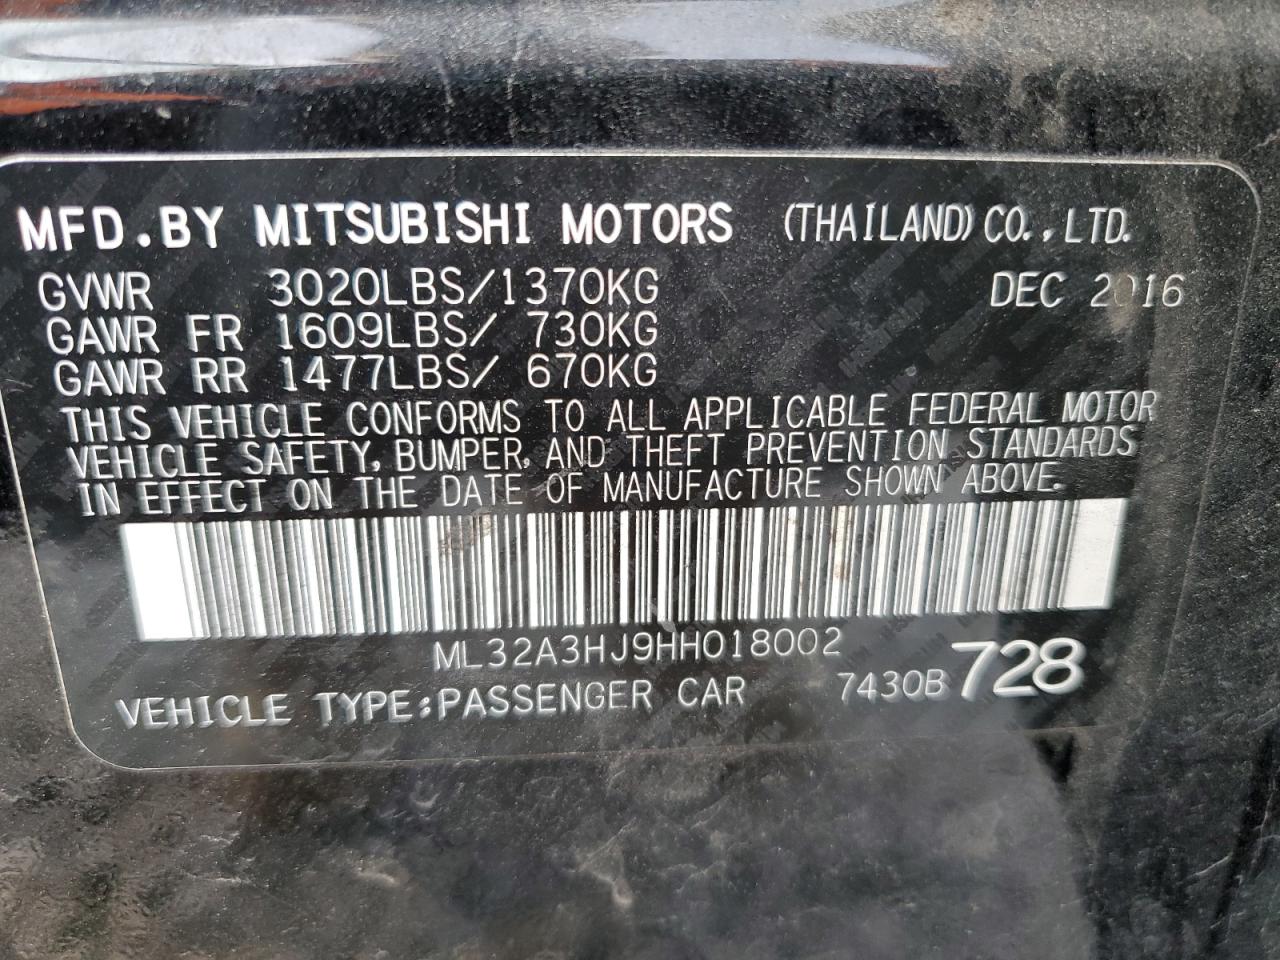 MFD.BY MITSUBISHI MOTORS (THAILAND)CO.,LTD.
GVWR 3020LBS/1370KG DEC 2016
GAWR FR 1609LBS/ 730KG
GAWR RR 1477LBS/ 670KG
THIS VEHICLE CONFORMS TO ALL APPLICABLE FEDERAL MOTOR
VEHICLE SAFETY, BUMPER, AND THEFT PREVENTION STANDARDS
IN EFFECT ON THE DATE OF MANUFACTURE SHOWN ABOVE.
ML32A3HJ9HH018002
VEHICLE TYPE:PASSENGER CAR 7430B 728